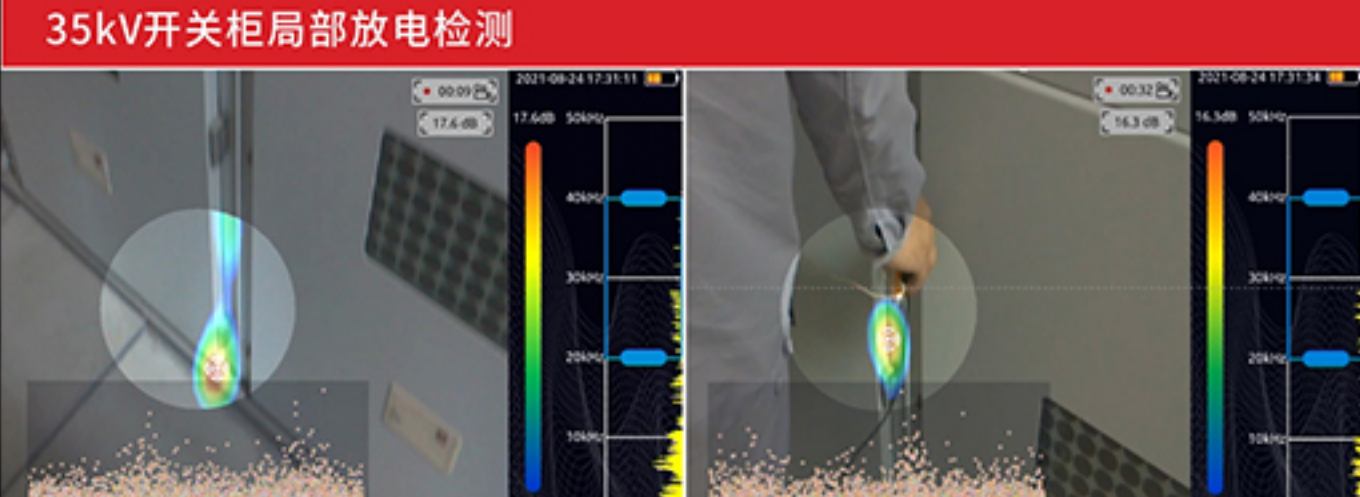 35kV开关柜局部放电检测
2021-08-24 17:31:11
00:09
17.6 dB
17.6dB
50kHz
40kHz
30kHz
20kHz
10kHz
2021-08-24 17:31:34
00:32
16.3 dB
16.3dB
50kHz
40kHz
30kHz
20kHz
10kHz